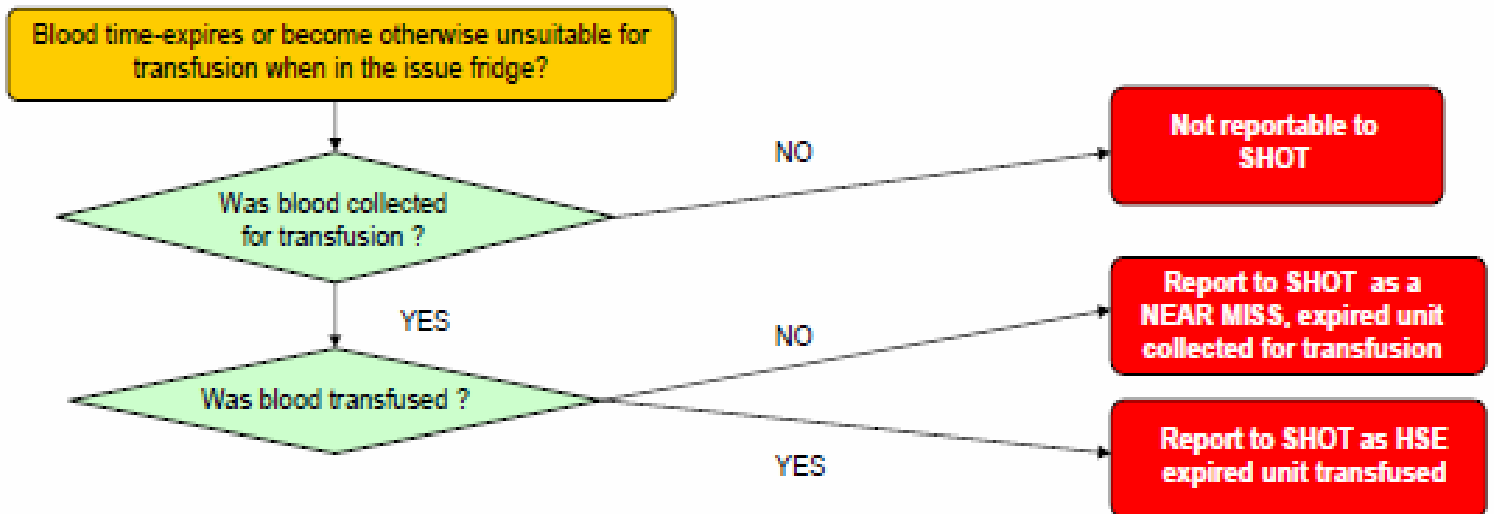 Blood time-expires or become otherwise unsuitable for
transfusion when in the issue fridge?
NO
Not reportable to
SHOT
Was blood collected
for transfusion ?
YES
NO
Report to SHOT as a
NEAR MISS, expired unit
collected for transfusion
Was blood transfused ?
YES
Report to SHOT as HSE
expired unit transfused